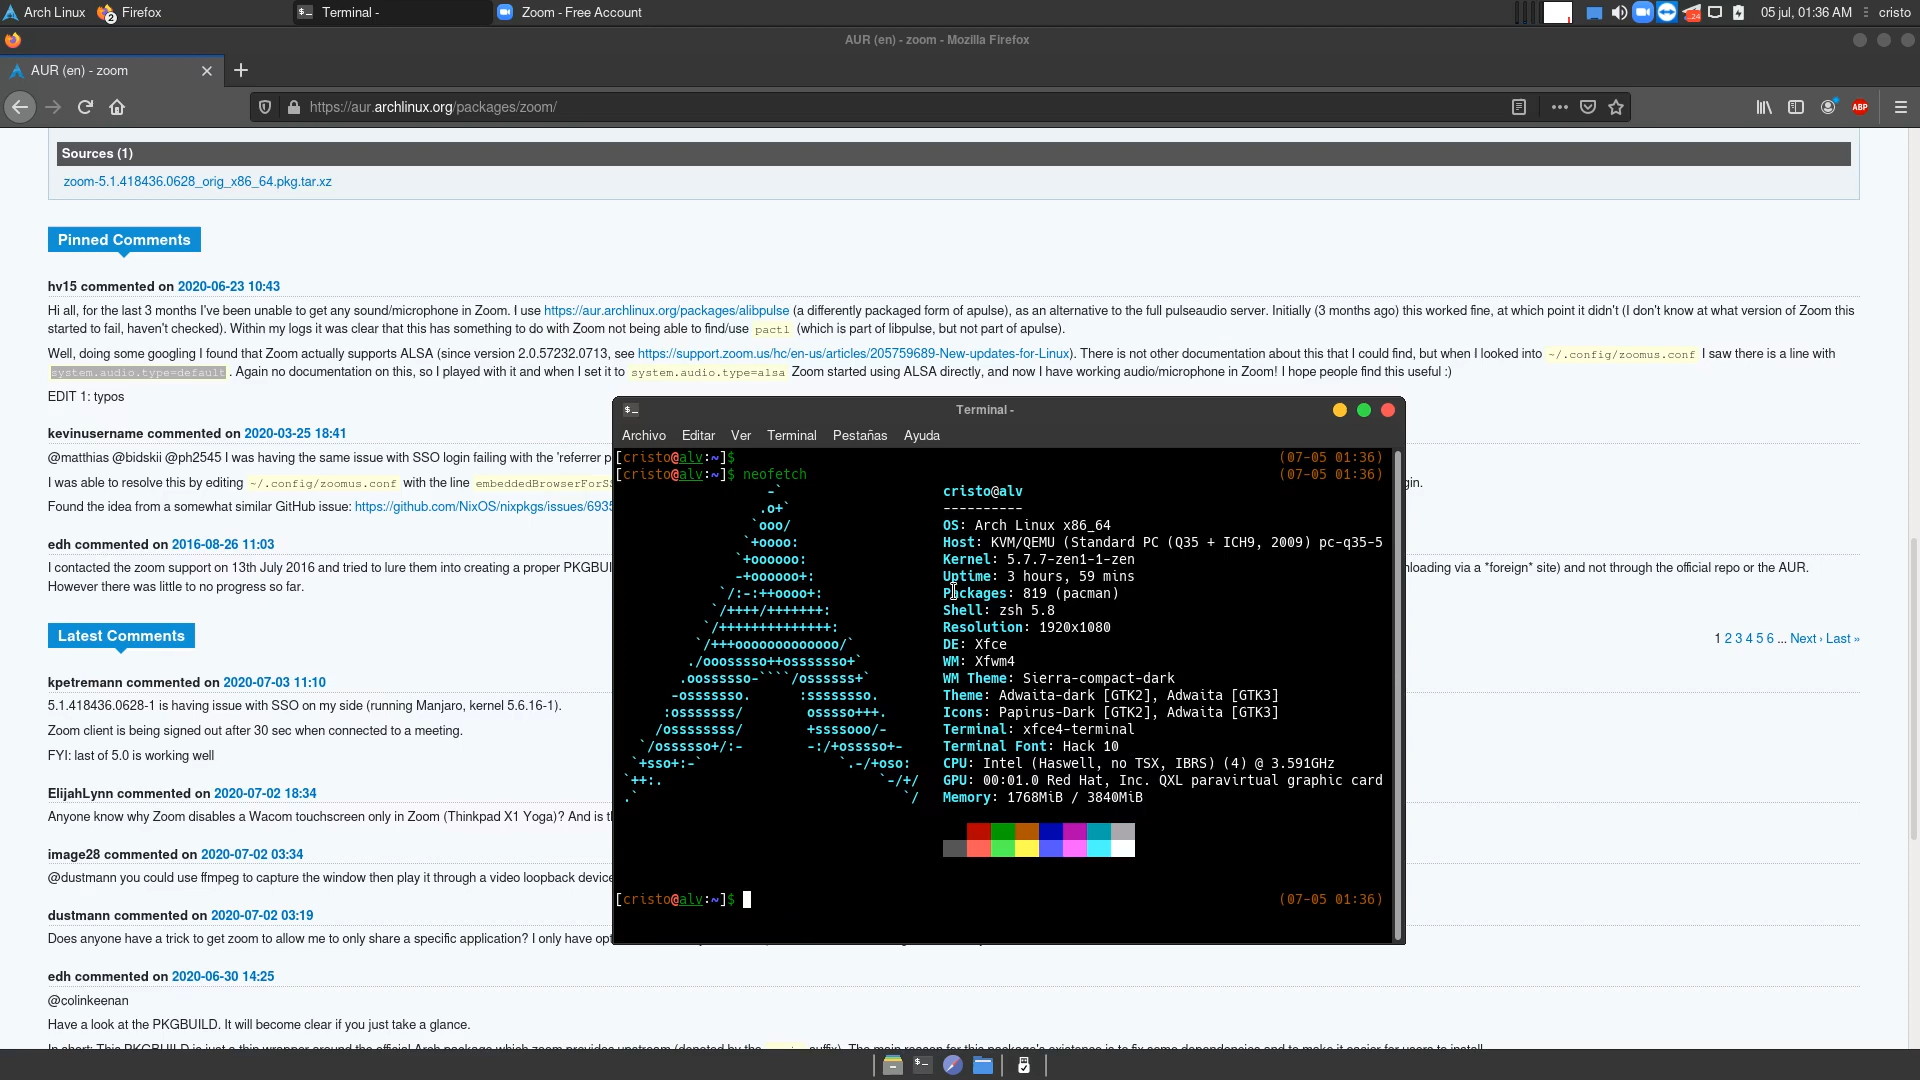 Arch Linux Firefox Terminal - Zoom - Free Account 05 jul, 01:36 AM cristo
AUR (en) - zoom - Mozilla Firefox
AUR (en) - zoom
https://aur.archlinux.org/packages/zoom/
ABP
Sources (1)
zoom-5.1.418436.0628_orig_x86_64.pkg.tar.xz
Pinned Comments
hv15 commented on 2020-06-23 10:43
Hi all, for the last 3 months I've been unable to get any sound/microphone in Zoom. I use https://aur.archlinux.org/packages/alibpulse (a differently packaged form of apulse), as an alternative to the full pulseaudio server. Initially (3 months ago) this worked fine, at which point it didn't (I don't know at what version of Zoom this
started to fail, haven't checked). Within my logs it was clear that this has something to do with Zoom not being able to find/use pactl (which is part of libpulse, but not part of apulse).
Well, doing some googling I found that Zoom actually supports ALSA (since version 2.0.57232.0713, see https://support.zoom.us/hc/en-us/articles/205759689-New-updates-for-Linux). There is not other documentation about this that I could find, but when I looked into ~/.config/zoomus.conf I saw there is a line with
system.audio.type=default . Again no documentation on this, so I played with it and when I set it to system.audio.type=alsa Zoom started using ALSA directly, and now I have working audio/microphone in Zoom! I hope people find this useful :)
EDIT 1: typos
kevinusername commented on 2020-03-25 18:41
@matthias @bidskii @ph2545 I was having the same issue with SSO login failing with the 'referrer p
I was able to resolve this by editing ~/.config/zoomus.conf with the line embeddedBrowserForSS gin.
Found the idea from a somewhat similar GitHub issue: https://github.com/NixOS/nixpkgs/issues/6935
edh commented on 2016-08-26 11:03
I contacted the zoom support on 13th July 2016 and tried to lure them into creating a proper PKGBUI nloading via a *foreign* site) and not through the official repo or the AUR.
However there was little to no progress so far.
Latest Comments
1 2 3 4 5 6 ... Next › Last »
kpetremann commented on 2020-07-03 11:10
5.1.418436.0628-1 is having issue with SSO on my side (running Manjaro, kernel 5.6.16-1).
Zoom client is being signed out after 30 sec when connected to a meeting.
FYI: last of 5.0 is working well
ElijahLynn commented on 2020-07-02 18:34
Anyone know why Zoom disables a Wacom touchscreen only in Zoom (Thinkpad X1 Yoga)? And is t
image28 commented on 2020-07-02 03:34
@dustmann you could use ffmpeg to capture the window then play it through a video loopback device
dustmann commented on 2020-07-02 03:19
Does anyone have a trick to get zoom to allow me to only share a specific application? I only have opt
edh commented on 2020-06-30 14:25
@colinkeenan
Have a look at the PKGBUILD. It will become clear if you just take a glance.
Terminal -
Archivo Editar Ver Terminal Pestañas Ayuda
[cristo@alv:~]$ (07-05 01:36)
[cristo@alv:~]$ neofetch (07-05 01:36)
cristo@alv
----------
OS: Arch Linux x86_64
Host: KVM/QEMU (Standard PC (Q35 + ICH9, 2009) pc-q35-5
Kernel: 5.7.7-zen1-1-zen
Uptime: 3 hours, 59 mins
Packages: 819 (pacman)
Shell: zsh 5.8
Resolution: 1920x1080
DE: Xfce
WM: Xfwm4
WM Theme: Sierra-compact-dark
Theme: Adwaita-dark [GTK2], Adwaita [GTK3]
Icons: Papirus-Dark [GTK2], Adwaita [GTK3]
Terminal: xfce4-terminal
Terminal Font: Hack 10
CPU: Intel (Haswell, no TSX, IBRS) (4) @ 3.591GHz
GPU: 00:01.0 Red Hat, Inc. QXL paravirtual graphic card
Memory: 1768MiB / 3840MiB
[cristo@alv:~]$ (07-05 01:36)